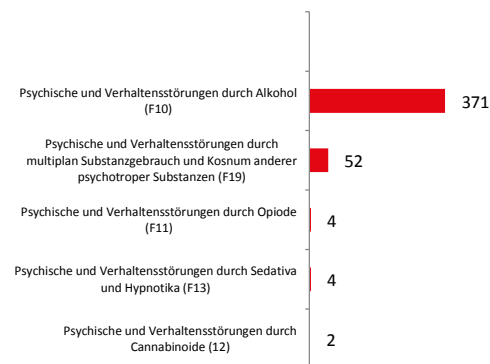 Psychische und Verhaltensstörungen durch Alkohol
(F10)
371
Psychische und Verhaltensstörungen durch
multiplan Substanzgebrauch und Kosnum anderer
psychotroper Substanzen (F19)
52
Psychische und Verhaltensstörungen durch Opiode
(F11)
4
Psychische und Verhaltensstörungen durch Sedativa
und Hypnotika (F13)
4
Psychische und Verhaltensstörungen durch
Cannabinoide (12)
2